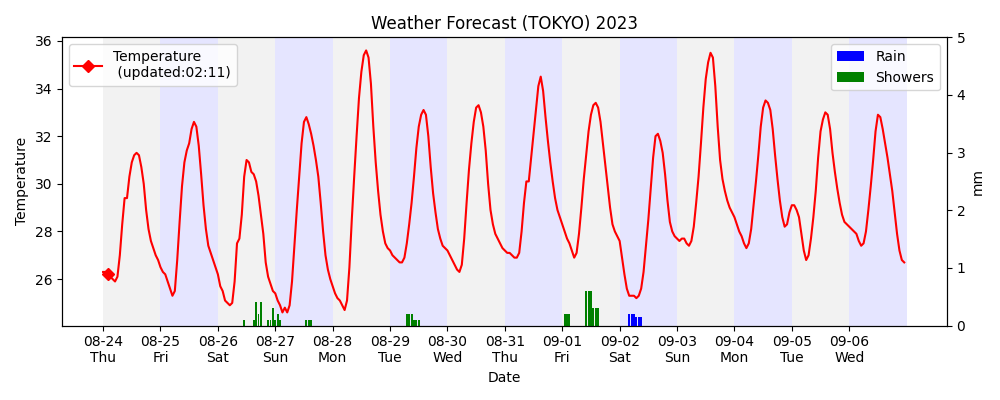 Weather Forecast (TOKYO) 2023
Temperature
(updated:02:11)
Rain
Showers
36
34
32
30
28
26
Temperature
5
4
3
2
1
0
mm
08-24 08-25 08-26 08-27 08-28 08-29 08-30 08-31 09-01 09-02 09-03 09-04 09-05 09-06
Thu Fri Sat Sun Mon Tue Wed Thu Fri Sat Sun Mon Tue Wed
Date